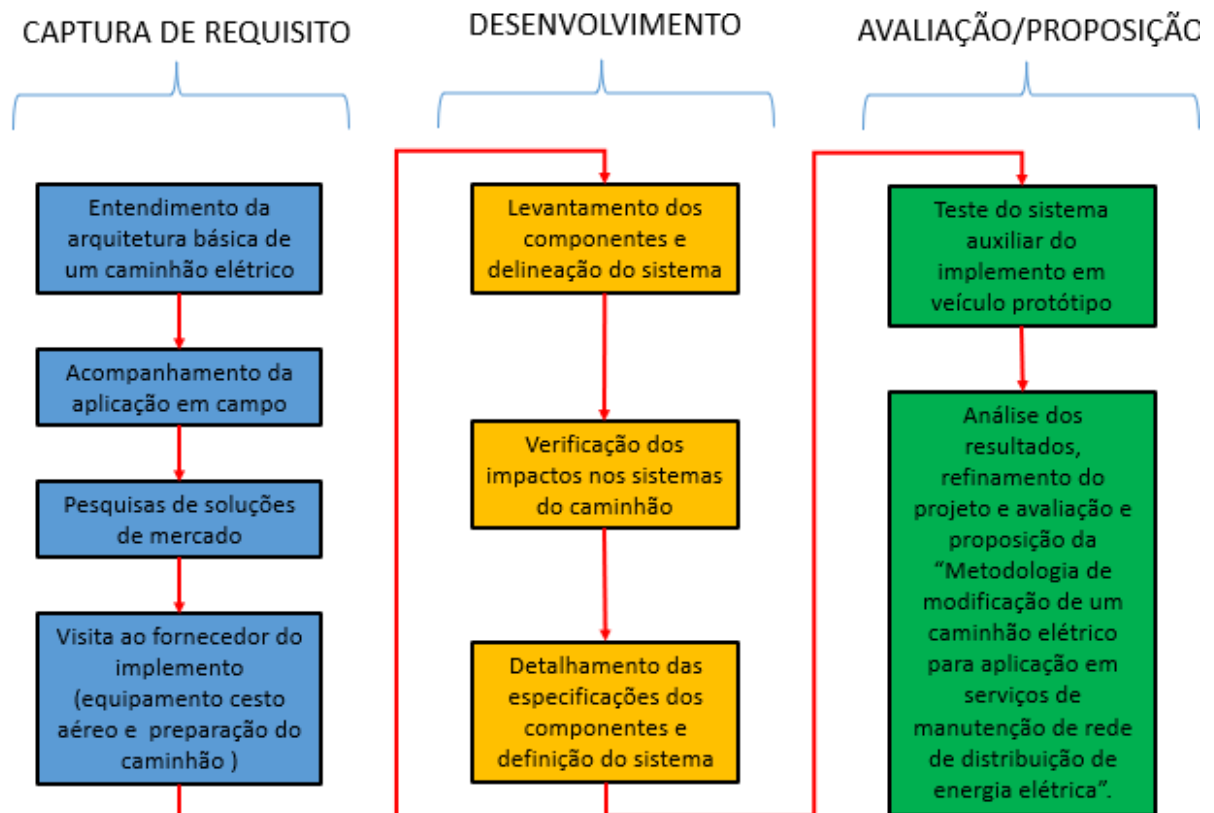 CAPTURA DE REQUISITO
Entendimento da
arquitetura básica de
um caminhão elétrico
Acompanhamento da
aplicação em campo
Pesquisas de soluções
de mercado
Visita ao fornecedor do
implemento
(equipamento cesto
aéreo e preparação do
caminhão )
DESENVOLVIMENTO
Levantamento dos
componentes e
delineação do sistema
Verificação dos
impactos nos sistemas
do caminhão
Detalhamento das
especificações dos
componentes e
definição do sistema
AVALIAÇÃO/PROPOSIÇÃO
Teste do sistema
auxiliar do
implemento em
veículo protótipo
Análise dos
resultados,
refinamento do
projeto e avaliação e
proposição da
“Metodologia de
modificação de um
caminhão elétrico
para aplicação em
serviços de
manutenção de rede
de distribuição de
energia elétrica”.